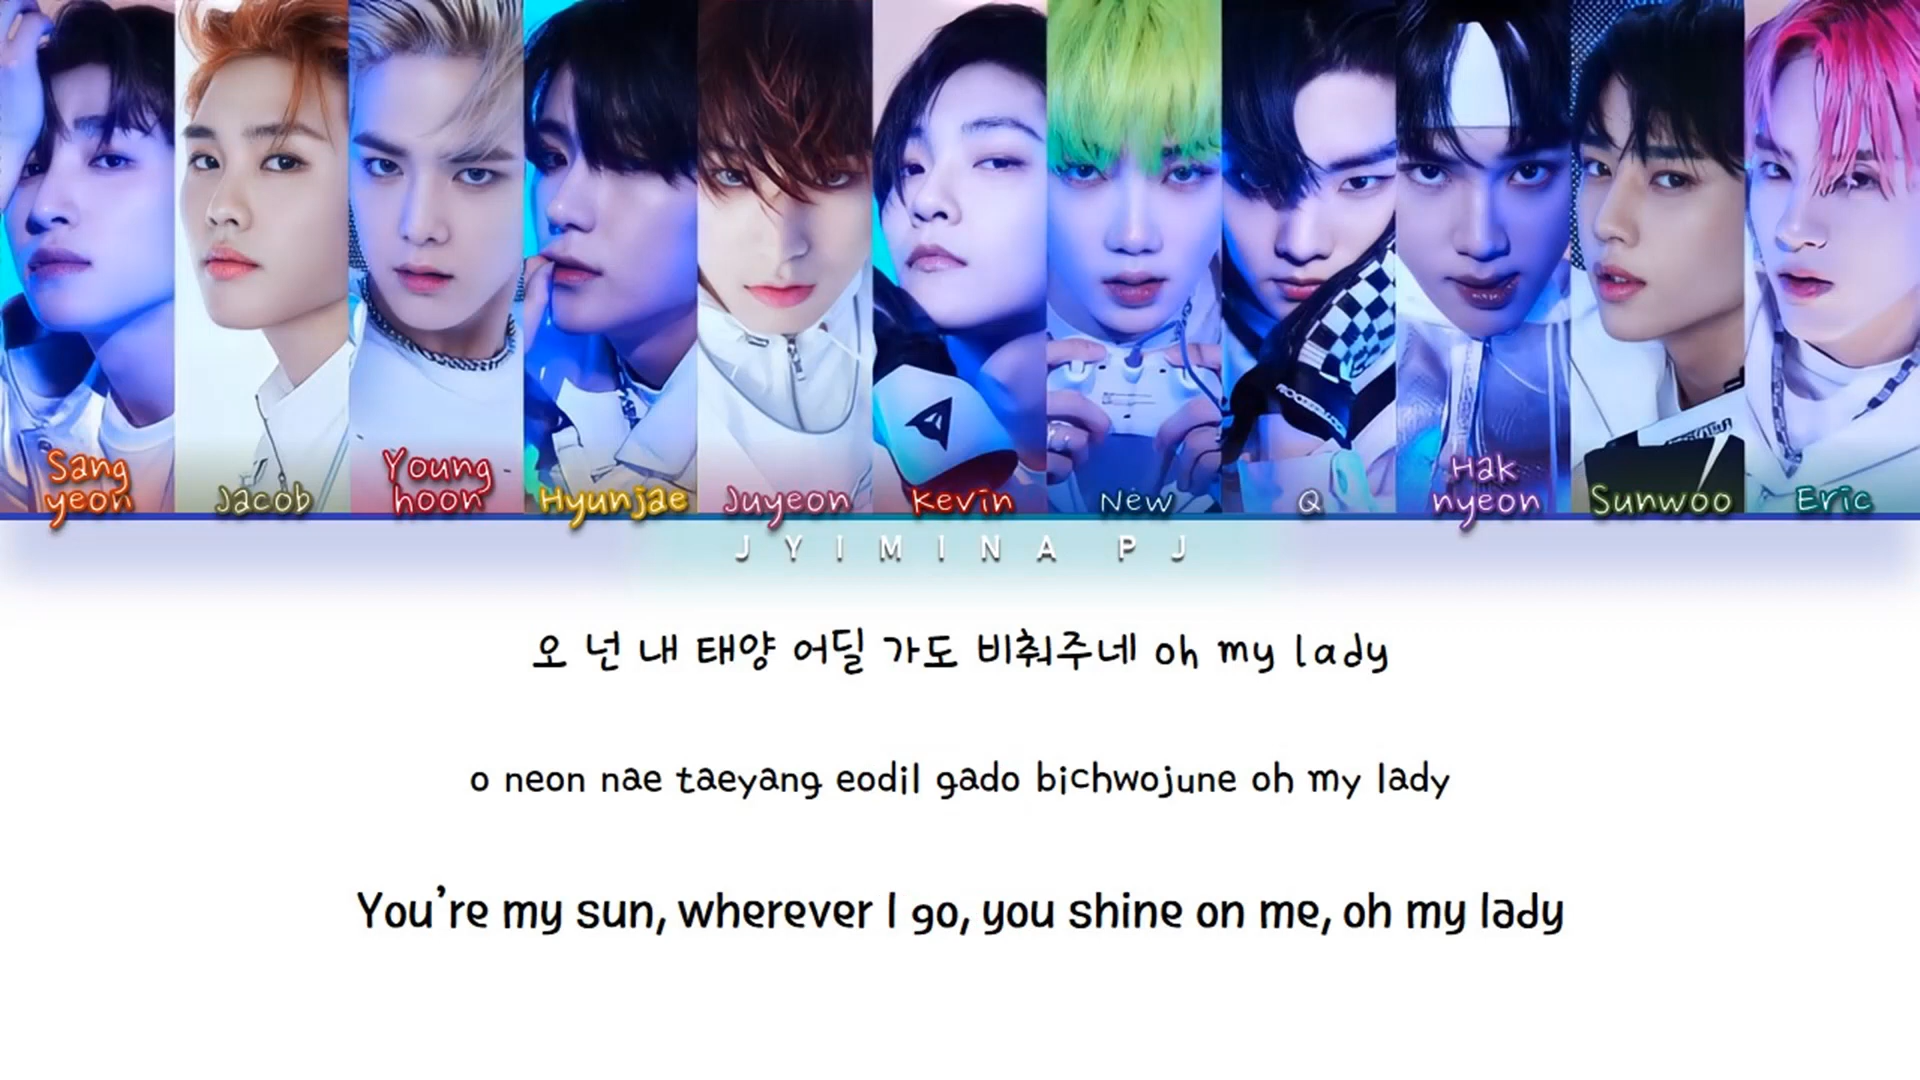 Sang
yeon
Jacob
Young
hoon
Hyunjae
Juyeon
Kevin
New
Q
Hak
nyeon
Sunwoo
Eric
JYIMINA PJ
오 넌 내 태양 어딜 가도 비춰주네 oh my lady
o neon nae taeyang eodil gado bichwojune oh my lady
You're my sun, wherever I go, you shine on me, oh my lady